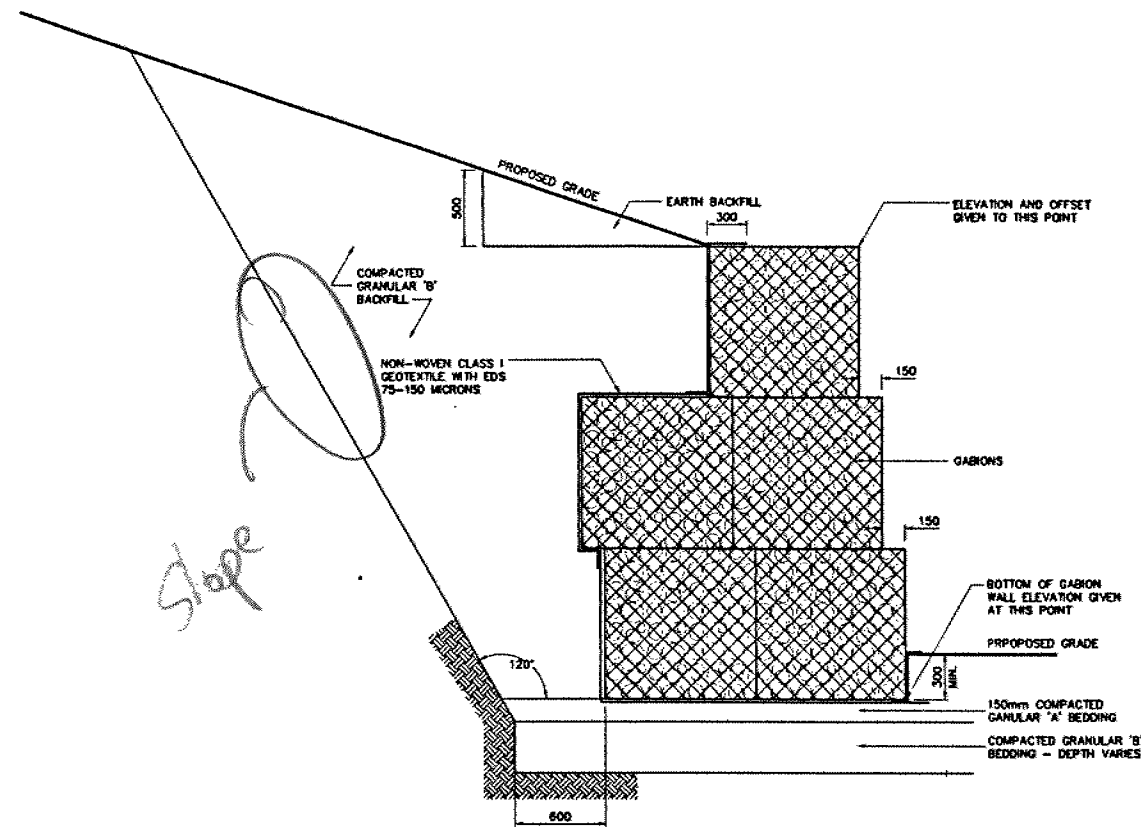 PROPOSED GRADE
500
EARTH BACKFILL
300
ELEVATION AND OFFSET
GIVEN TO THIS POINT
COMPACTED
GRANULAR 'B'
BACKFILL
NON-WOVEN CLASS I
GEOTEXTILE WITH EDS
75-150 MICRONS
150
GABIONS
150
Slope
BOTTOM OF GABION
WALL ELEVATION GIVEN
AT THIS POINT
PRPOPOSED GRADE
120°
300
MIN.
150mm COMPACTED
GANULAR 'A' BEDDING
COMPACTED GRANULAR 'B'
BEDDING - DEPTH VARIES
600